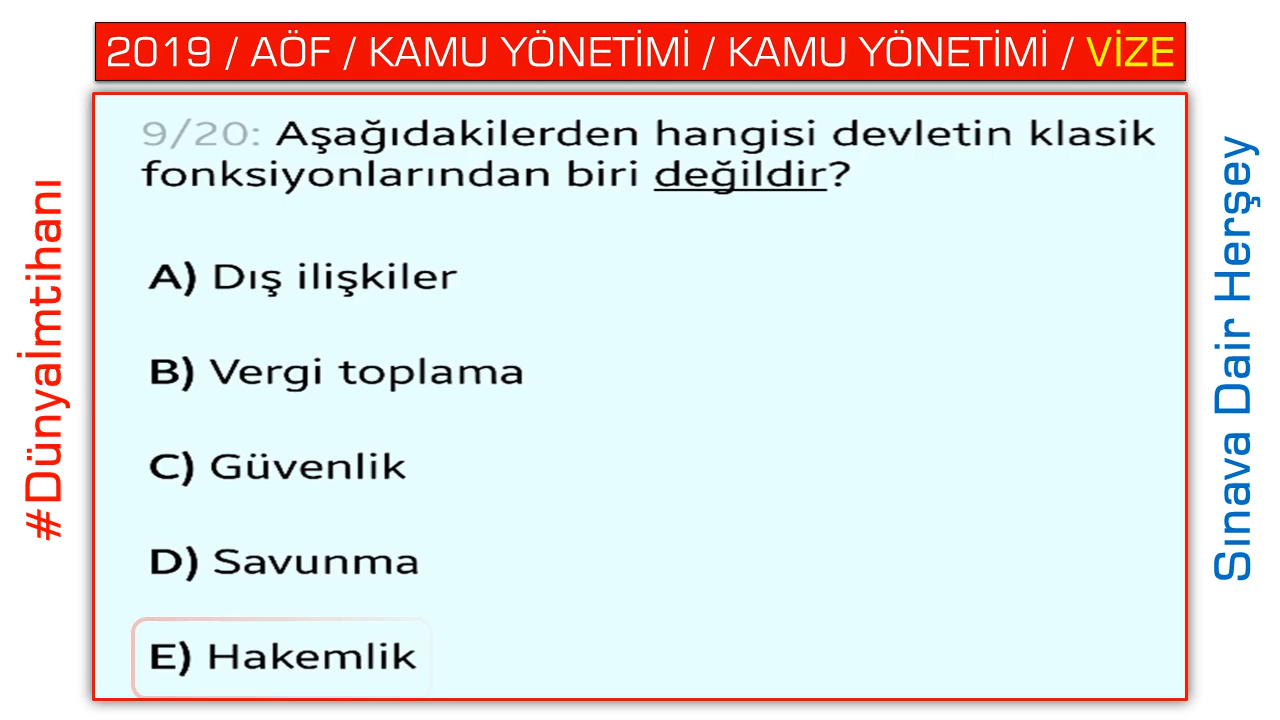 2019 / AÖF / KAMU YÖNETİMİ / KAMU YÖNETİMİ / VİZE
#Dünyaimtihanı
9/20: Aşağıdakilerden hangisi devletin klasik
fonksiyonlarından biri değildir?
A) Dış ilişkiler
B) Vergi toplama
C) Güvenlik
D) Savunma
E) Hakemlik
Sınava Dair Herşey